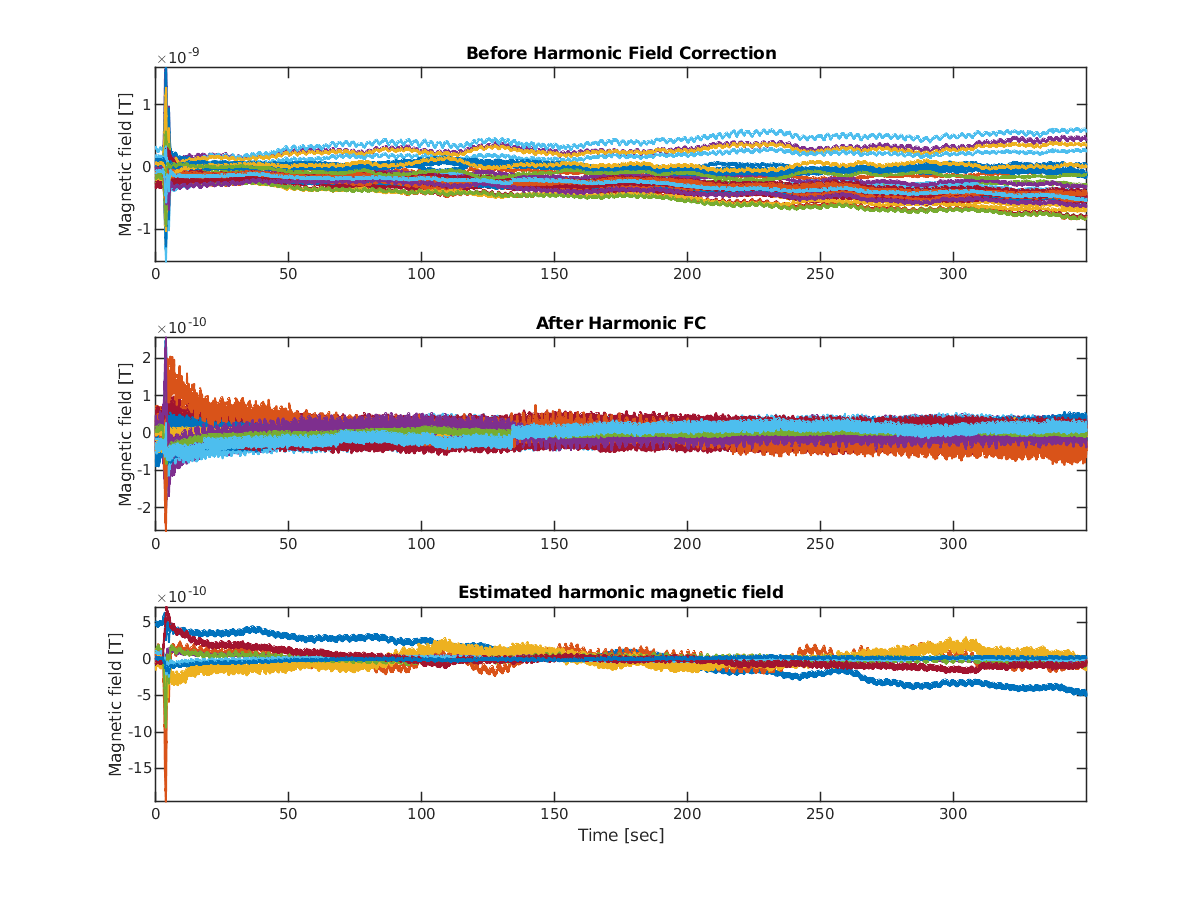 Before Harmonic Field Correction
×10^-9
Magnetic field [T]
1
0
-1
0 50 100 150 200 250 300
After Harmonic FC
×10^-10
Magnetic field [T]
2
1
0
-1
-2
0 50 100 150 200 250 300
Estimated harmonic magnetic field
×10^-10
Magnetic field [T]
5
0
-5
-10
-15
0 50 100 150 200 250 300
Time [sec]